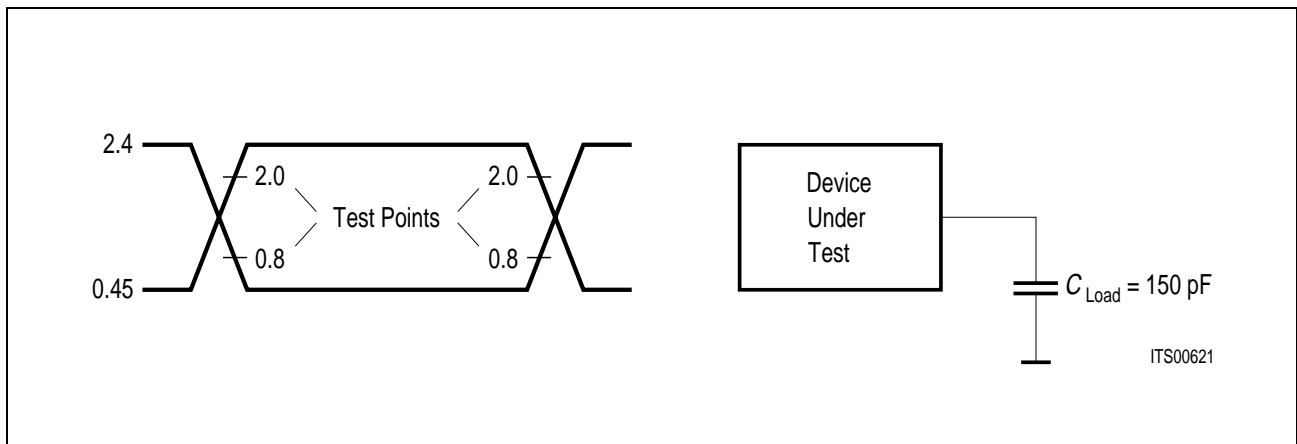 2.4
2.0
2.0
Test Points
0.8
0.8
0.45
Device
Under
Test
C Load = 150 pF
ITS00621